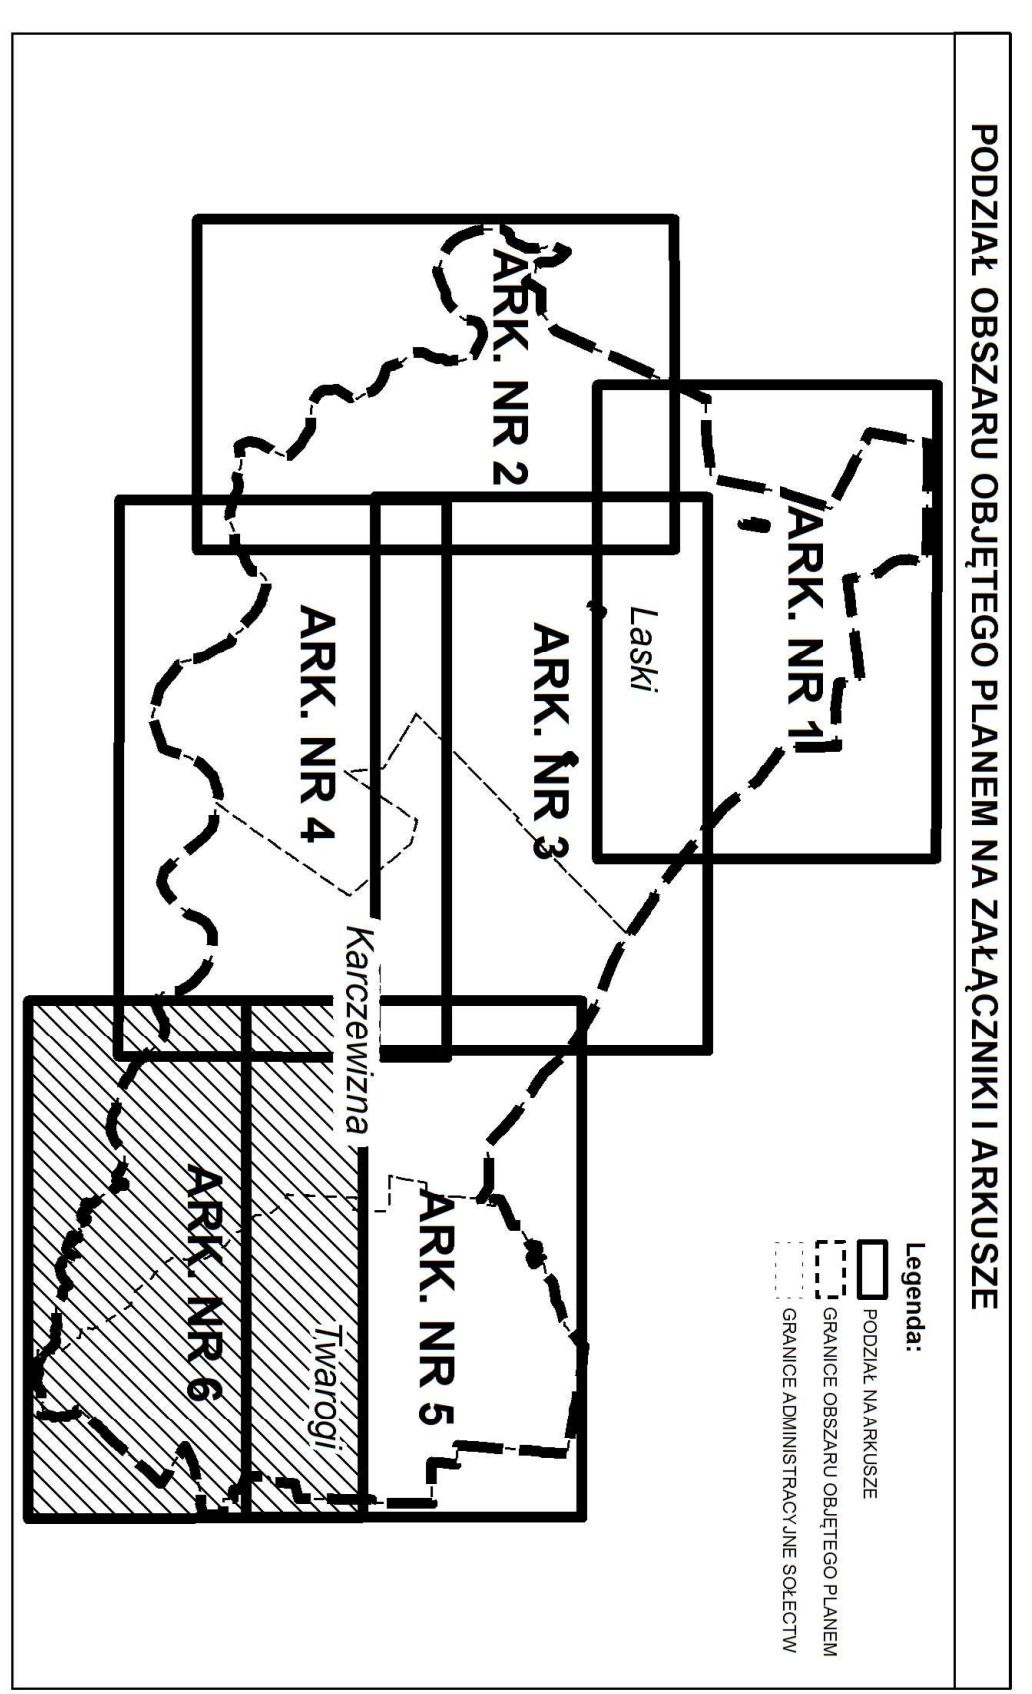 PODZIAŁ OBSZARU OBJĘTEGO PLANEM NA ZAŁĄCZNIKI I ARKUSZE
Legenda:
PODZIAŁ NA ARKUSZE
GRANICE OBSZARU OBJĘTEGO PLANEM
GRANICE ADMINISTRACYJNE SOŁECTW
ARK. NR 1
Laski
ARK. NR 2
ARK. NR 3
ARK. NR 4
Karczewizna
ARK. NR 5
Twarogi
ARK. NR 6